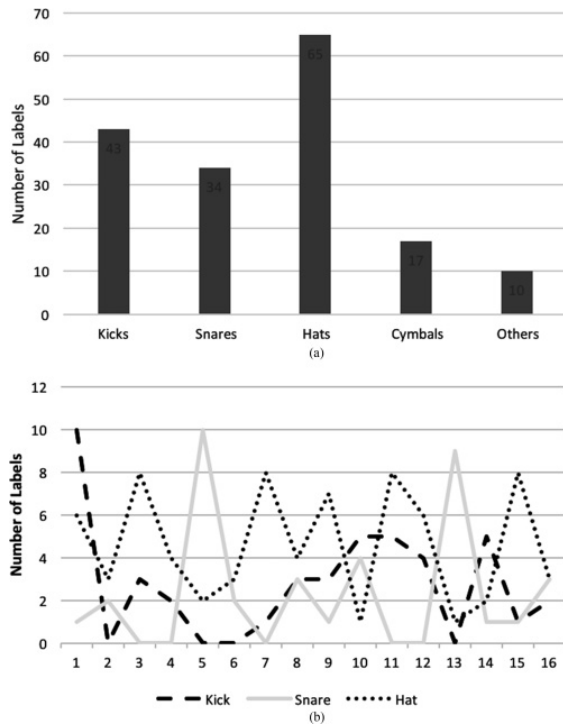 70
60
50
40
30
20
10
0
Number of Labels
43
34
65
17
10
Kicks Snares Hats Cymbals Others
(a)
12
10
8
6
4
2
0
Number of Labels
1 2 3 4 5 6 7 8 9 10 11 12 13 14 15 16
Kick Snare Hat
(b)